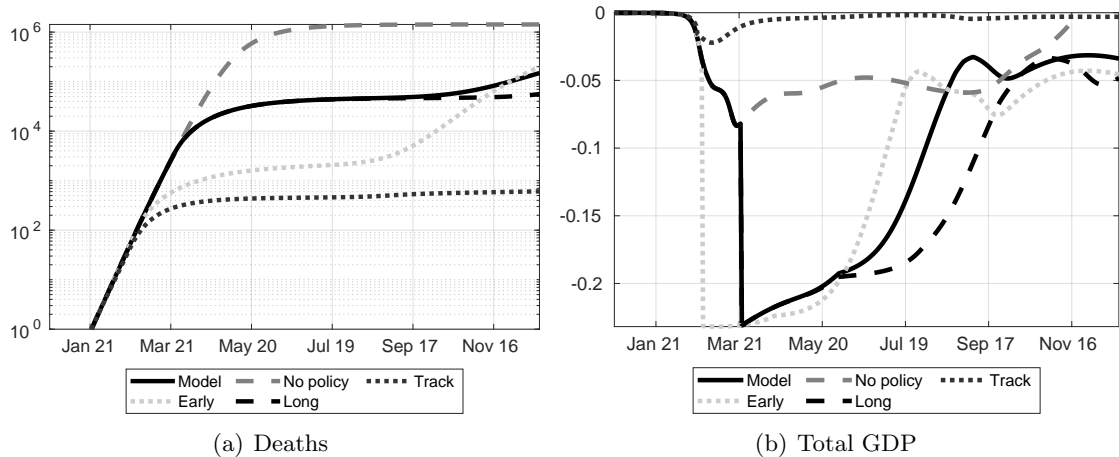 10^6
10^4
10^2
10^0
Jan 21 Mar 21 May 20 Jul 19 Sep 17 Nov 16
Model No policy Track
Early Long
(a) Deaths
0
-0.05
-0.1
-0.15
-0.2
Jan 21 Mar 21 May 20 Jul 19 Sep 17 Nov 16
Model No policy Track
Early Long
(b) Total GDP